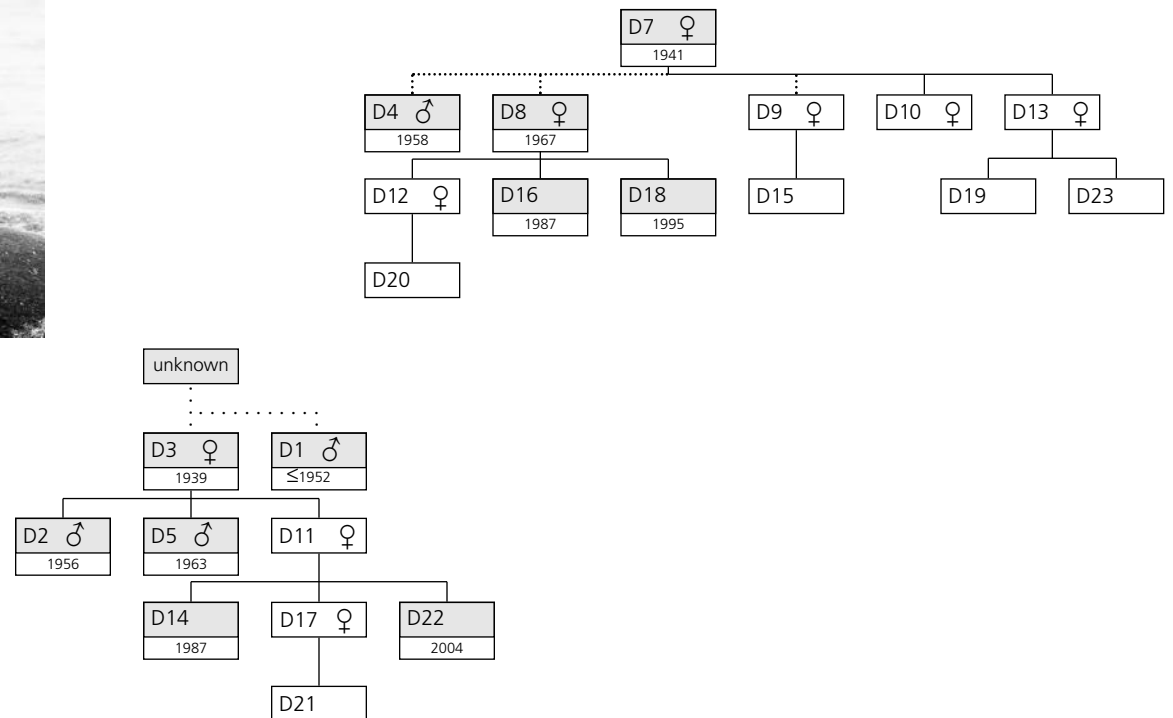 D7 ♀
1941
D4 ♂ D8 ♀ D9 ♀ D10 ♀ D13 ♀
1958 1967
D12 ♀ D16 D18 D15 D19 D23
1987 1995
D20
unknown
D3 ♀ D1 ♂
1939 ≤1952
D2 ♂ D5 ♂ D11 ♀
1956 1963
D14 D17 ♀ D22
1987 2004
D21